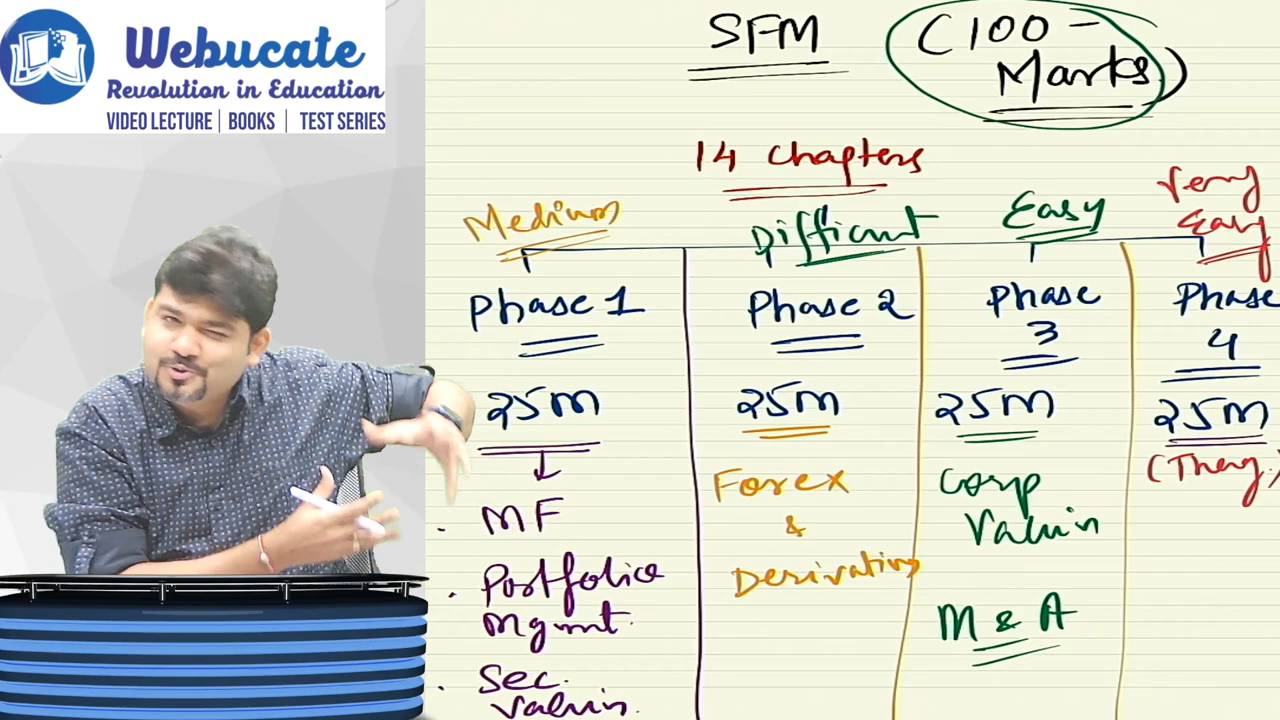 Webucate
Revolution in Education
VIDEO LECTURE | BOOKS | TEST SERIES
SFM (100 - Marks)
14 Chapters
Medium
Phase 1
25M
. MF
. Portfolio
Mgmt.
. Sec.
Valuin.
Difficult
Phase 2
25M
Forex
&
Derivatives
Easy
Phase
3
25M
Corp
Valuin
M & A
Very
Easy
Phase
4
25M
(Theory)